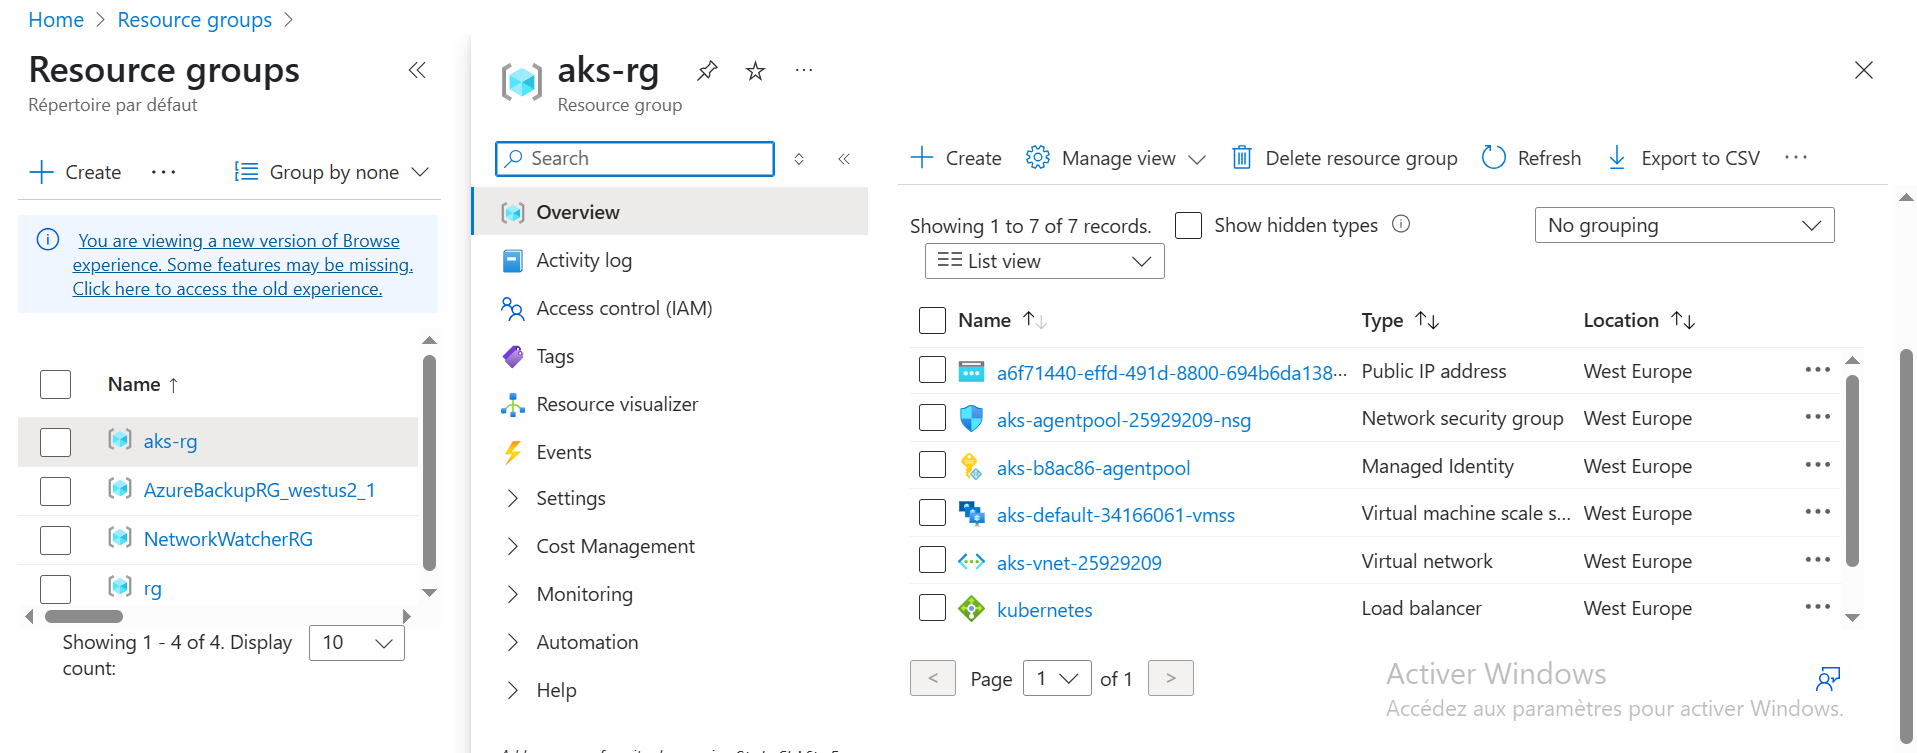 Home > Resource groups >
Resource groups
Répertoire par défaut
Create
Group by none
You are viewing a new version of Browse
experience. Some features may be missing.
Click here to access the old experience.
Name ↑
aks-rg
AzureBackupRG_westus2_1
NetworkWatcherRG
rg
Showing 1 - 4 of 4. Display
count:
10
aks-rg
Resource group
Search
Overview
Activity log
Access control (IAM)
Tags
Resource visualizer
Events
Settings
Cost Management
Monitoring
Automation
Help
Create
Manage view
Delete resource group
Refresh
Export to CSV
Showing 1 to 7 of 7 records.
Show hidden types
No grouping
List view
Name ↑↓ Type ↑↓ Location ↑↓
a6f71440-effd-491d-8800-694b6da138... Public IP address West Europe
aks-agentpool-25929209-nsg Network security group West Europe
aks-b8ac86-agentpool Managed Identity West Europe
aks-default-34166061-vmss Virtual machine scale s... West Europe
aks-vnet-25929209 Virtual network West Europe
kubernetes Load balancer West Europe
< Page 1 of 1 >
Activer Windows
Accédez aux paramètres pour activer Windows.